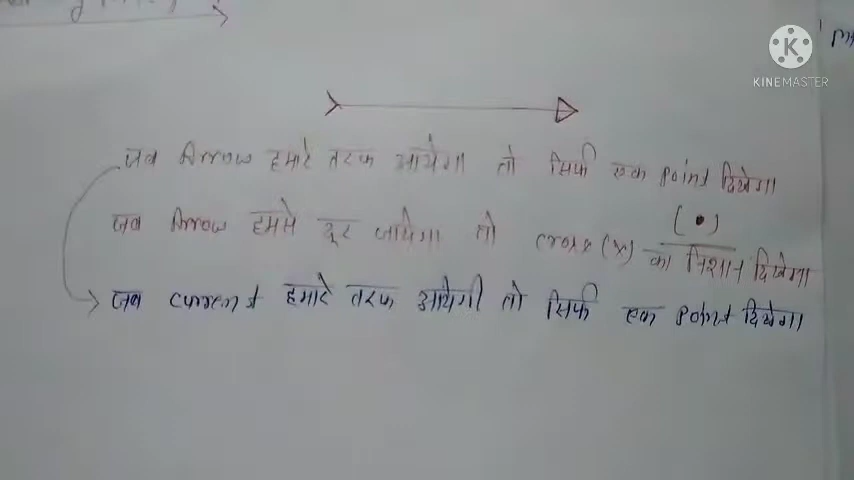 KINEMASTER
जब Arrow हमारे तरफ आयेगा तो सिर्फ एक point दिखेगा
(•)
जब Arrow हमसे दूर जायेगा तो cross (x) का निशान दिखेगा
जब current हमारे तरफ आयेगी तो सिर्फ एक point दिखेगा